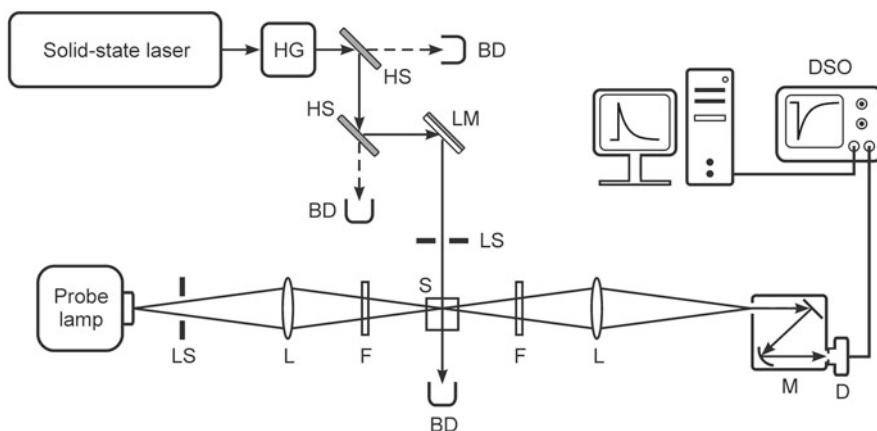 Solid-state laser
HG
HS
BD
DSO
HS
LM
BD
LS
S
Probe
lamp
LS
L
F
F
L
M
D
BD